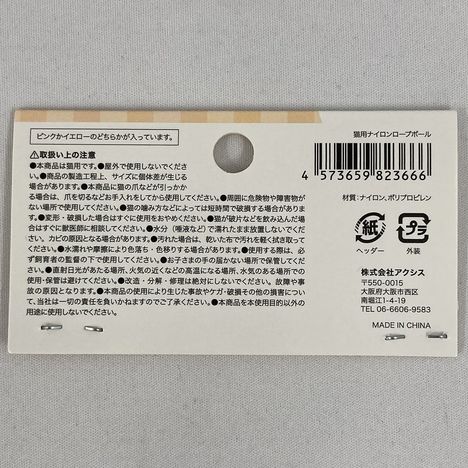 ピンクかイエローのどちらかが入っています。
⚠取扱い上の注意
●本商品は猫用です。●屋外で使用しないでくださ
い。●商品の製造工程上、サイズに個体差が生じる
場合があります。●本商品に猫の爪などが引っかか
る場合は、爪を切るなどお手入れをしてから使用してください。●周囲に危険物や障害物が
ない場所で使用してください。●猫の噛み方などによっては短時間で破損する場合がありま
す。●変形・破損した場合はすぐに使用をおやめください。●猫が破片などを飲み込んだ場
合はすぐに獣医師に相談してください。●水分（唾液など）で濡れたまま放置しないでくださ
い。カビの原因となる場合があります。●汚れた場合は、乾いた布で汚れを軽く拭き取って
ください。●水濡れや摩擦により色落ち・色移りする場合があります。●使用する際は、必
ず飼育者の監督の下で使用してください。●お子さまの手の届かない場所で保管してくださ
い。●直射日光があたる場所、火気の近くなどの高温になる場所、水気のある場所での
使用・保管は避けてください。●改造・分解・修理は絶対にしないでください。故障や事故
の原因となります。●本商品の使用により生じた事故やケガ・破損その他の損害につい
て、当社は一切の責任を負いかねますのでご了承ください。●本商品を本使用目的以外の
用途に使用しないでください。
猫用ナイロンロープボール
4 573659 823666
材質：ナイロン、ポリプロピレン
紙
プラ
ヘッダー
外装
株式会社アクシス
〒550-0015
大阪府大阪市西区
南堀江1-4-19
TEL 06-6606-9583
MADE IN CHINA